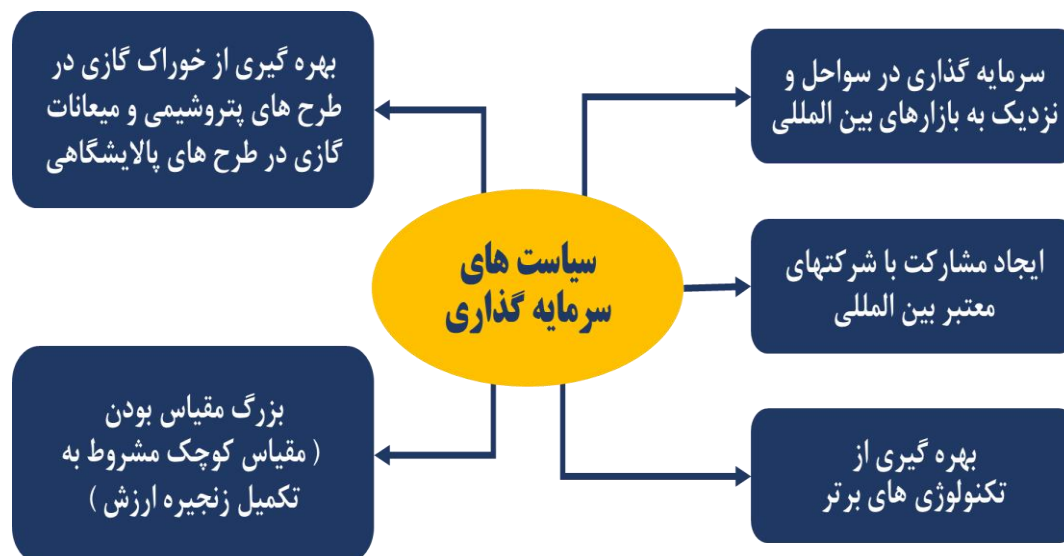 سیاست های
سرمایه گذاری
سرمایه گذاری در سواحل و
نزدیک به بازارهای بین المللی
ایجاد مشارکت با شرکتهای
معتبر بین المللی
بهره گیری از
تکنولوژی های برتر
بهره گیری از خوراک گازی در
طرح های پتروشیمی و میعانات
گازی در طرح های پالایشگاهی
بزرگ مقیاس بودن
( مقیاس کوچک مشروط به
تکمیل زنجیره ارزش )